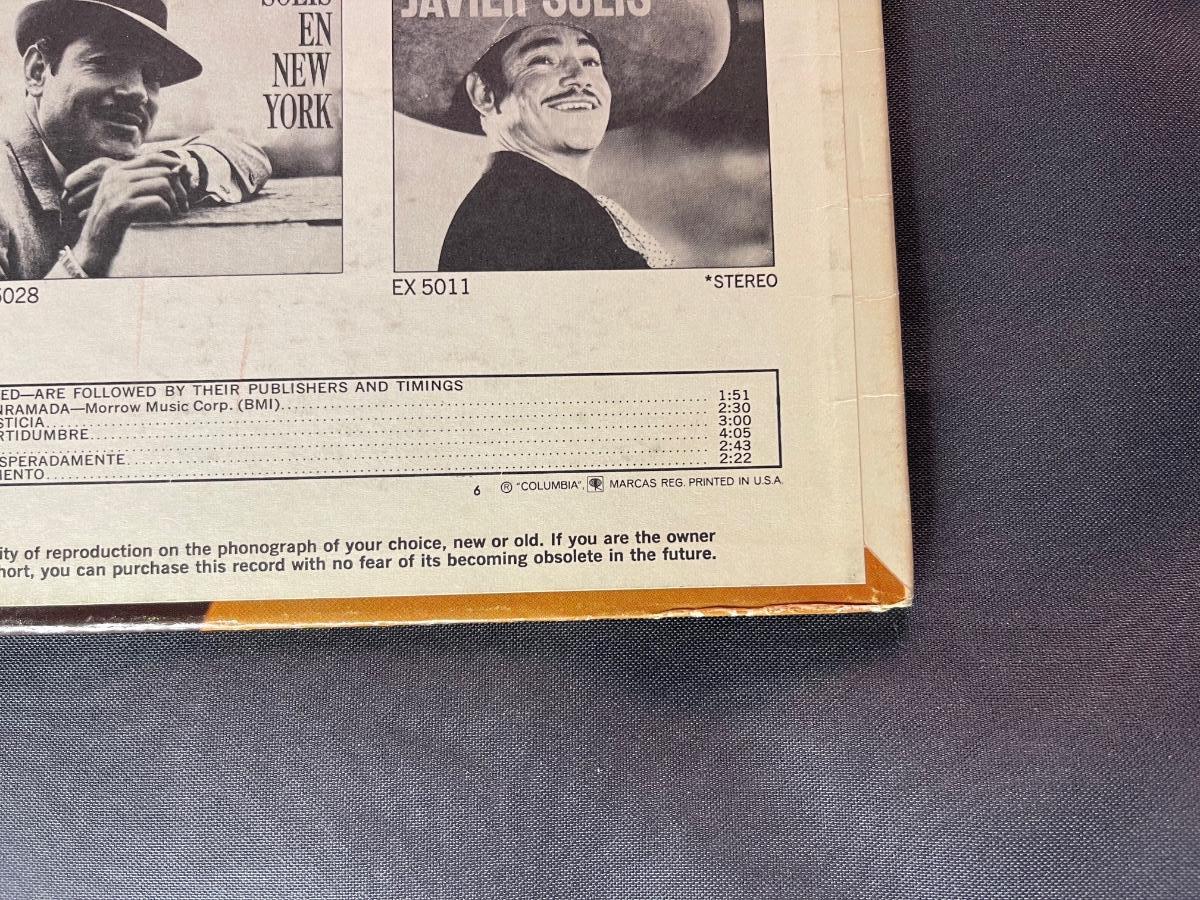 SOLIS
EN
NEW
YORK
JAVIER SOLIS
5028
EX 5011
*STEREO
ED—ARE FOLLOWED BY THEIR PUBLISHERS AND TIMINGS
NRAMADA—Morrow Music Corp. (BMI) 1:51
STICIA 2:30
RTIDUMBRE 3:00
4:05
SPERADAMENTE 2:43
IENTO 2:22
6 ® "COLUMBIA", MARCAS REG. PRINTED IN U.S.A.
ity of reproduction on the phonograph of your choice, new or old. If you are the owner
hort, you can purchase this record with no fear of its becoming obsolete in the future.